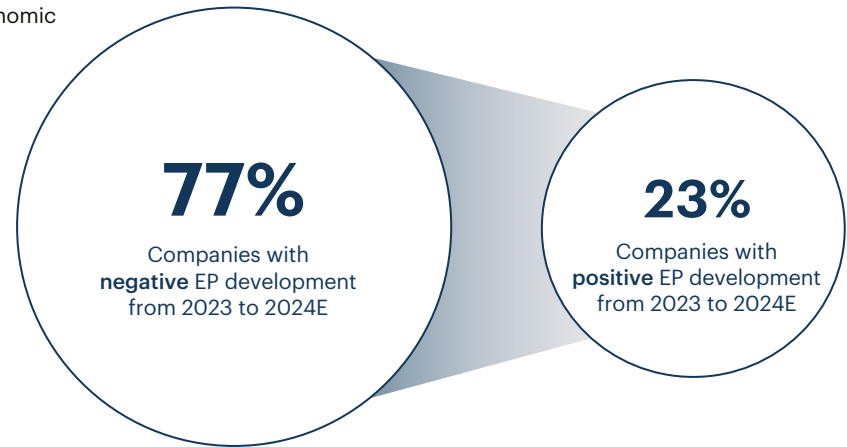 nomic
77%
Companies with
negative EP development
from 2023 to 2024E
23%
Companies with
positive EP development
from 2023 to 2024E